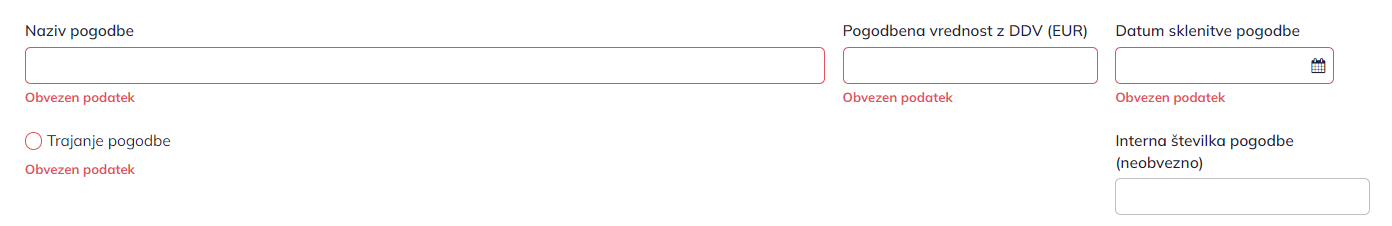 Naziv pogodbe
Pogodbena vrednost z DDV (EUR)
Datum sklenitve pogodbe
Obvezen podatek
Obvezen podatek
Obvezen podatek
Trajanje pogodbe
Obvezen podatek
Interna številka pogodbe
(neobvezno)